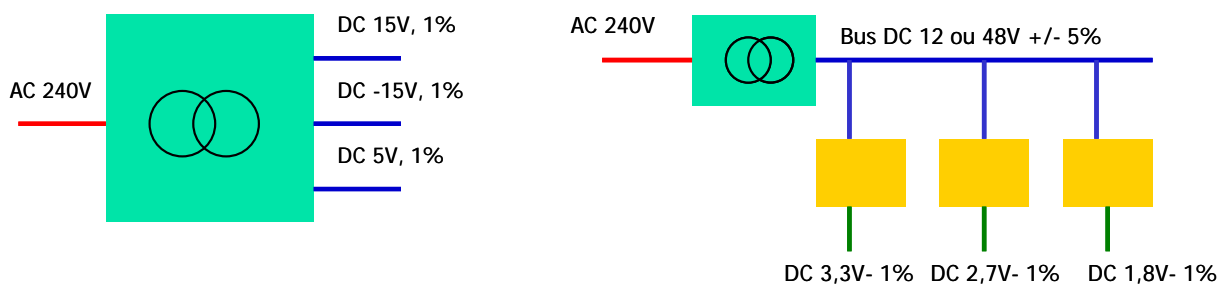 DC 15V, 1%
AC 240V
DC -15V, 1%
DC 5V, 1%
AC 240V
Bus DC 12 ou 48V +/- 5%
DC 3,3V- 1%
DC 2,7V- 1%
DC 1,8V- 1%